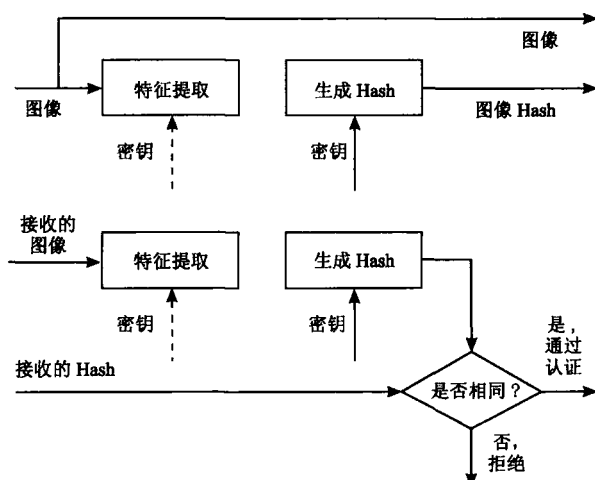 图像
图像
特征提取
生成 Hash
图像 Hash
密钥
密钥
接收的
图像
特征提取
生成 Hash
密钥
密钥
是，
通过
认证
接收的 Hash
是否相同？
否，
拒绝